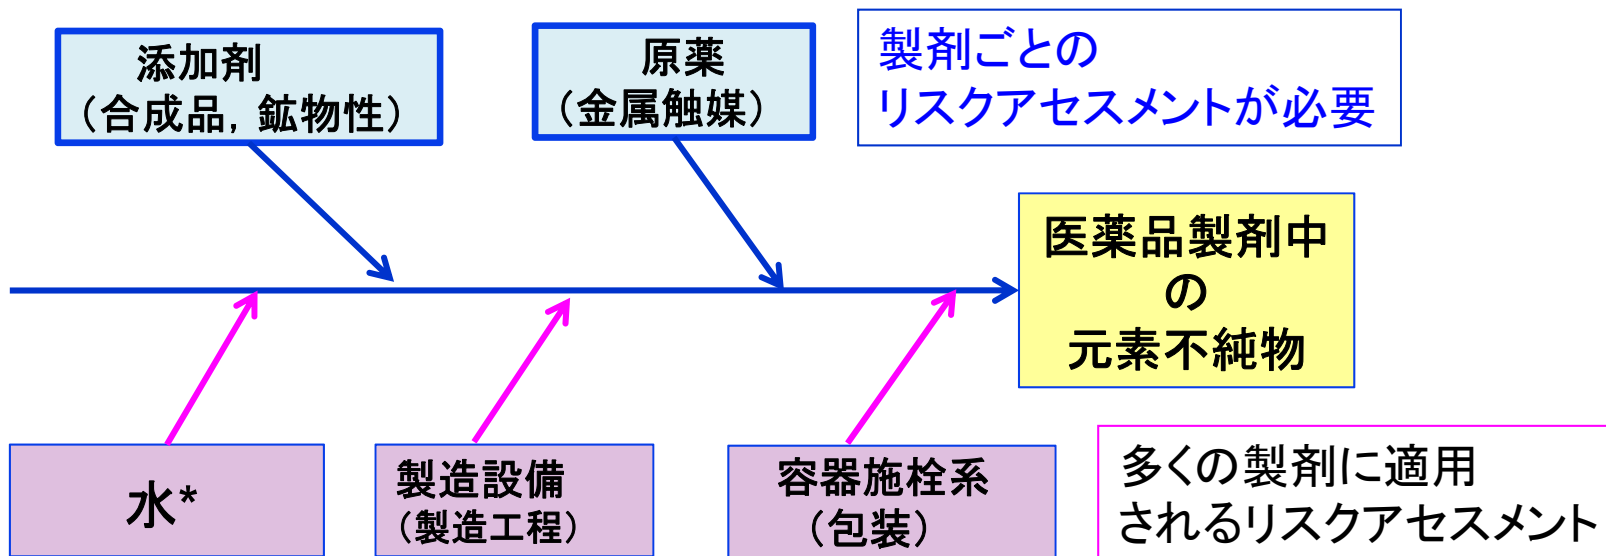 添加剤
（合成品，鉱物性）
原薬
（金属触媒）
製剤ごとの
リスクアセスメントが必要
医薬品製剤中
の
元素不純物
水*
製造設備
（製造工程）
容器施栓系
（包装）
多くの製剤に適用
されるリスクアセスメント